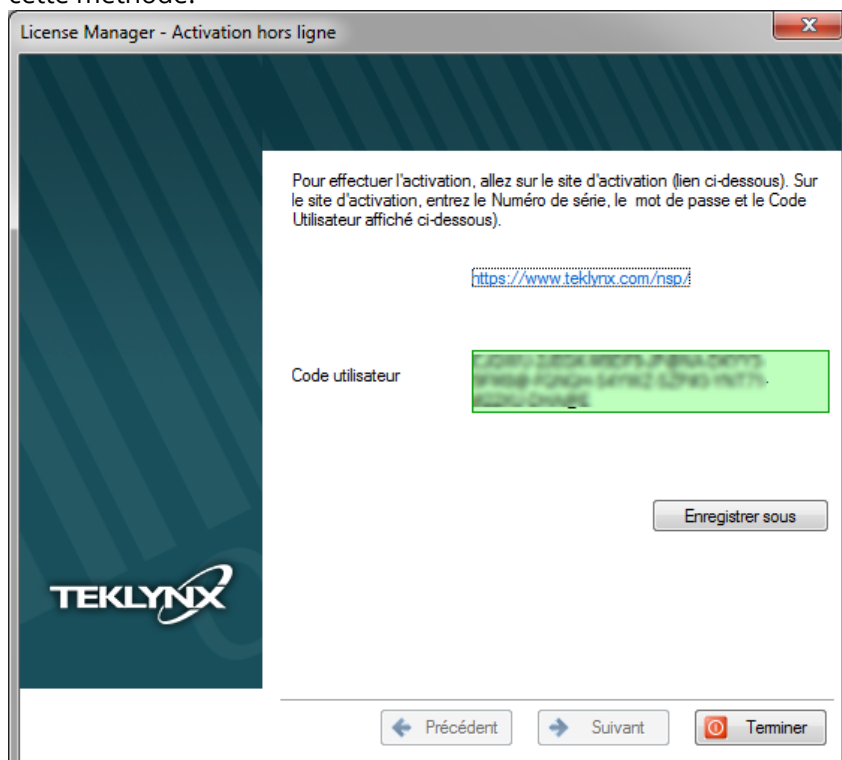 cette méthode.
License Manager - Activation hors ligne
Pour effectuer l'activation, allez sur le site d'activation (lien ci-dessous). Sur
le site d'activation, entrez le Numéro de série, le mot de passe et le Code
Utilisateur affiché ci-dessous).
https://www.teklynx.com/nsp/
Code utilisateur
Enregistrer sous
TEKLYNX
Précédent
Suivant
Terminer